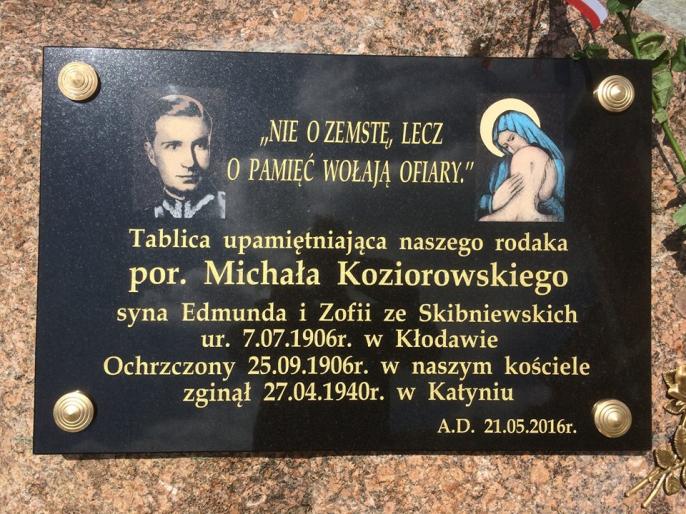 „NIE O ZEMSTĘ, LECZ
O PAMIĘĆ WOŁAJĄ OFIARY.”
Tablica upamiętniająca naszego rodaka
por. Michała Koziorowskiego
syna Edmunda i Zofii ze Skibniewskich
ur. 7.07.1906r. w Kłodawie
Ochrzczony 25.09.1906r. w naszym kościele
zginął 27.04.1940r. w Katyniu
A.D. 21.05.2016r.